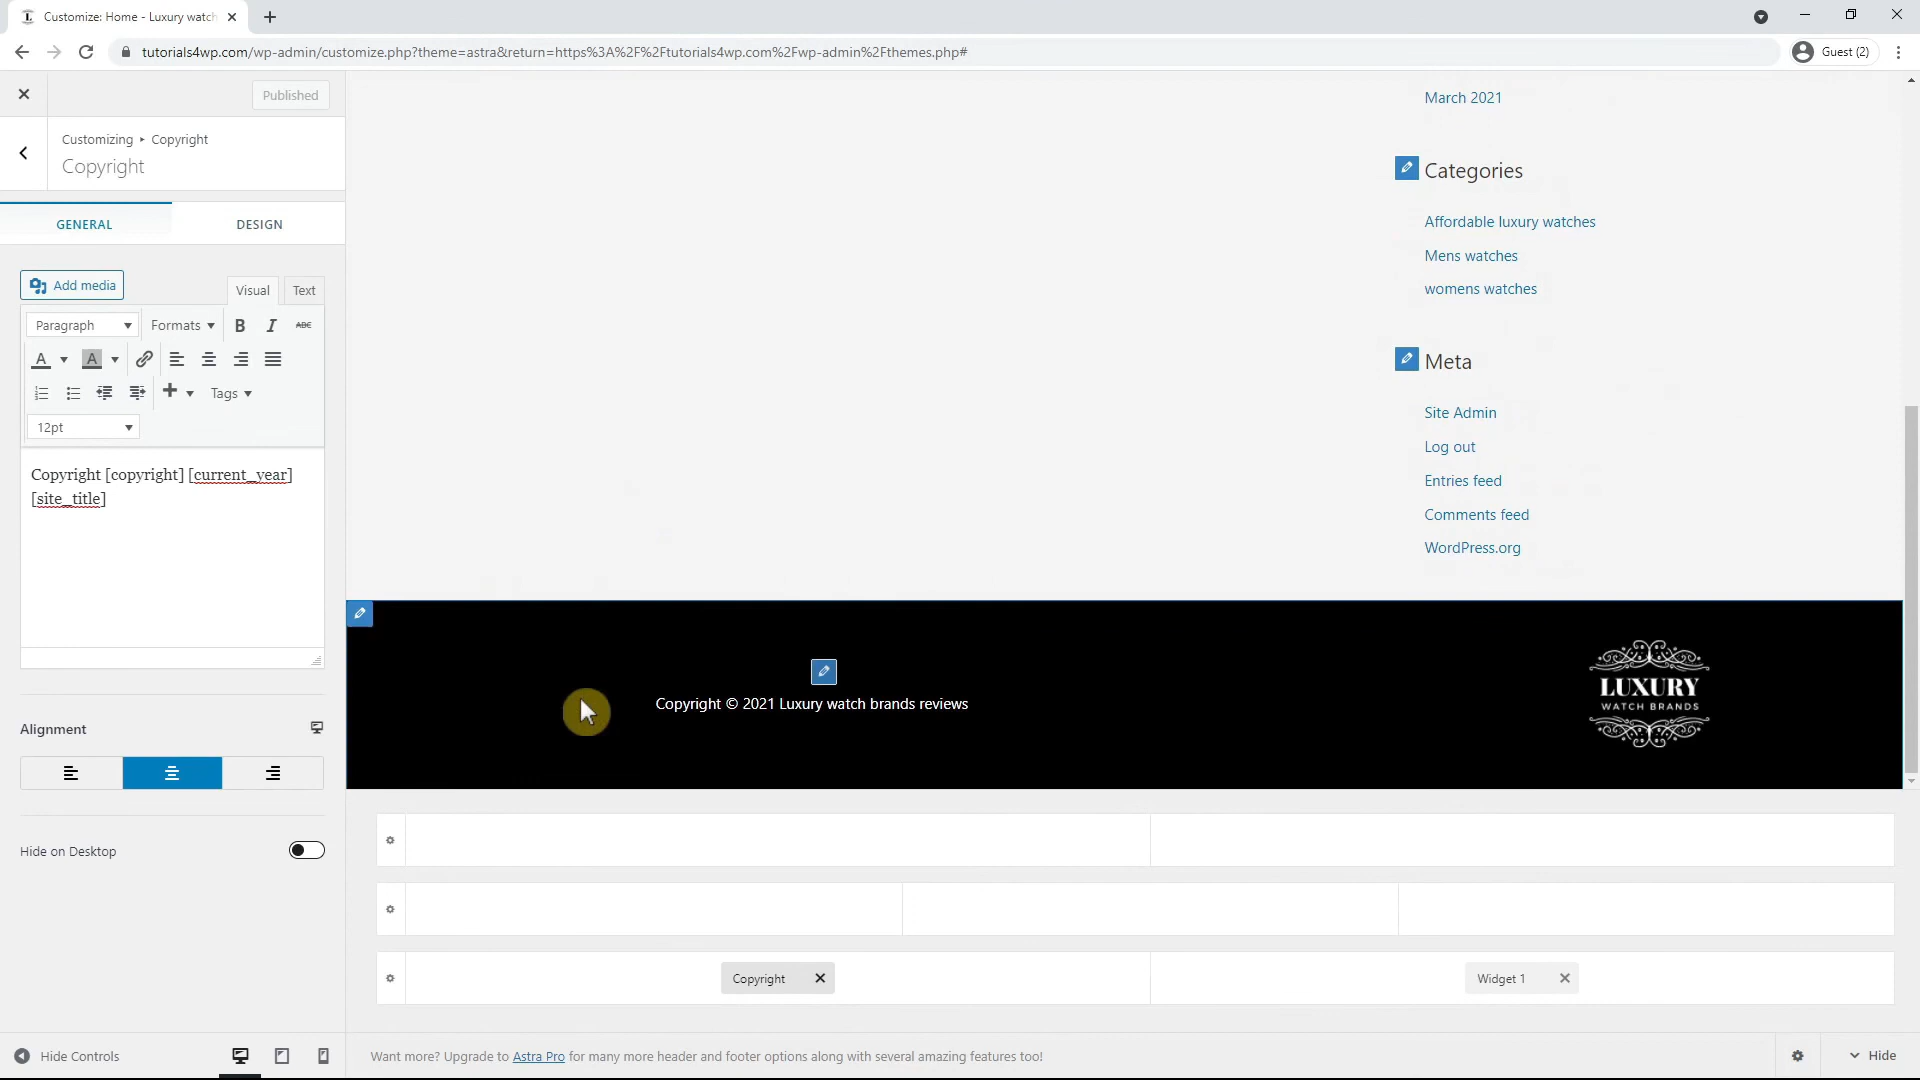 Customize: Home - Luxury watch
tutorials4wp.com/wp-admin/customize.php?theme=astra&return=https%3A%2F%2Ftutorials4wp.com%2Fwp-admin%2Fthemes.php#
Guest (2)
Published
Customizing ▸ Copyright
Copyright
GENERAL
DESIGN
Add media
Visual
Text
Paragraph
Formats
B
I
ABC
A
A
Tags
12pt
Copyright [copyright] [current_year]
[site_title]
Alignment
Hide on Desktop
Hide Controls
March 2021
Categories
Affordable luxury watches
Mens watches
womens watches
Meta
Site Admin
Log out
Entries feed
Comments feed
WordPress.org
Copyright © 2021 Luxury watch brands reviews
LUXURY
WATCH BRANDS
Copyright
Widget 1
Want more? Upgrade to Astra Pro for many more header and footer options along with several amazing features too!
Hide